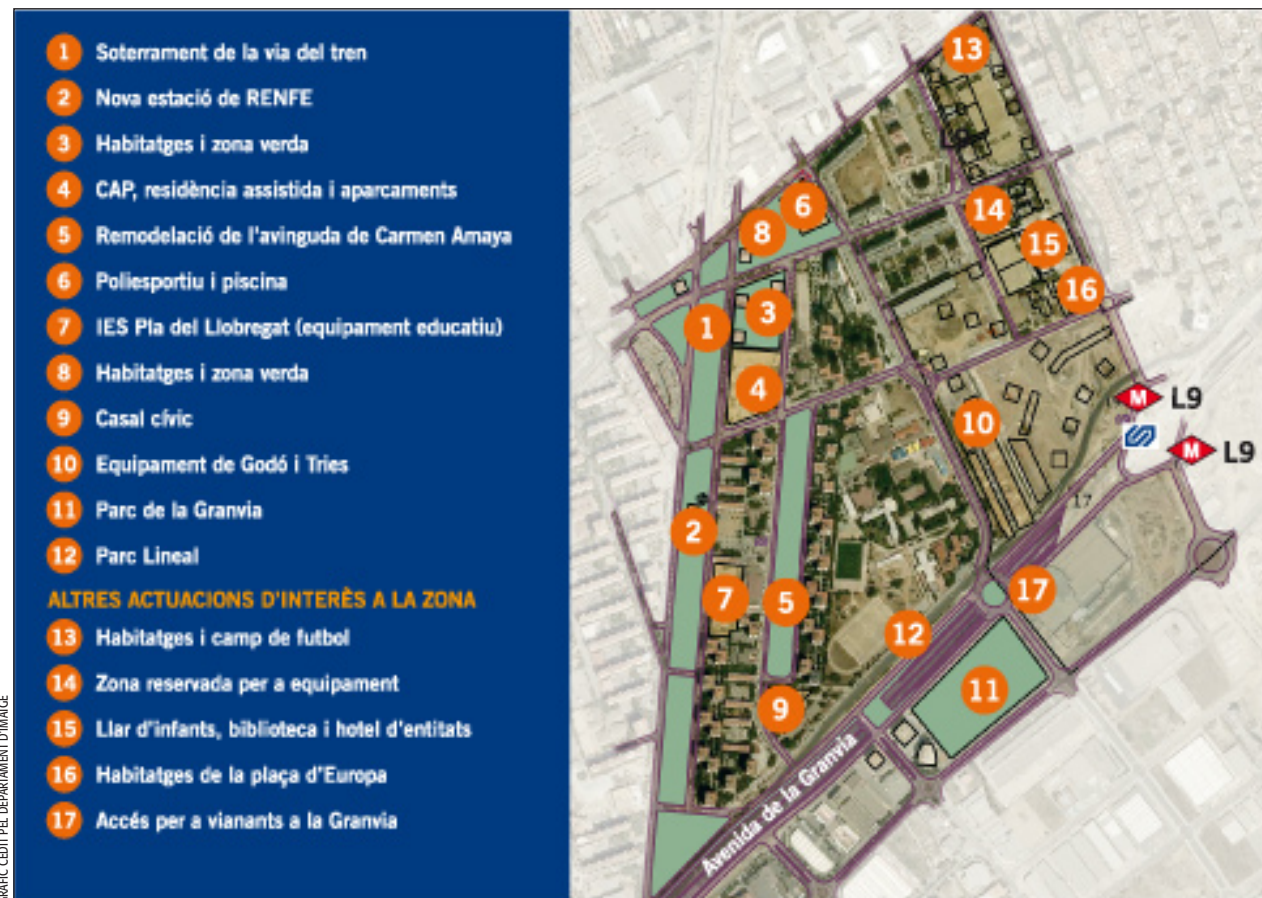 1 Soterrament de la via del tren
2 Nova estació de RENFE
3 Habitatges i zona verda
4 CAP, residència assistida i aparcaments
5 Remodelació de l'avinguda de Carmen Amaya
6 Poliesportiu i piscina
7 IES Pla del Llobregat (equipament educatiu)
8 Habitatges i zona verda
9 Casal cívic
10 Equipament de Godó i Tries
11 Parc de la Granvia
12 Parc Lineal
ALTRES ACTUACIONS D'INTERÈS A LA ZONA
13 Habitatges i camp de futbol
14 Zona reservada per a equipament
15 Llar d'infants, biblioteca i hotel d'entitats
16 Habitatges de la plaça d'Europa
17 Accés per a vianants a la Granvia
13
6
14
8
15
16
3
1
4
M L9
10
M L9
17
2
7
5
17
12
11
9
Avenida de la Granvia
CEDIT PEL DEPARTAMENT D'IMATGE